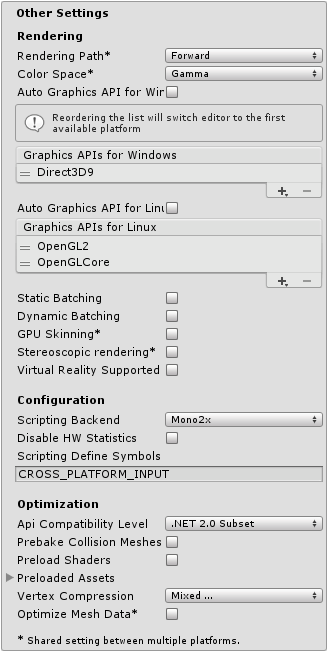 Other Settings
Rendering
Rendering Path* Forward
Color Space* Gamma
Auto Graphics API for Win
Reordering the list will switch editor to the first
available platform
Graphics APIs for Windows
= Direct3D9
+ −
Auto Graphics API for Linu
Graphics APIs for Linux
= OpenGL2
= OpenGLCore
+ −
Static Batching
Dynamic Batching
GPU Skinning*
Stereoscopic rendering*
Virtual Reality Supported
Configuration
Scripting Backend Mono2x
Disable HW Statistics
Scripting Define Symbols
CROSS_PLATFORM_INPUT
Optimization
Api Compatibility Level .NET 2.0 Subset
Prebake Collision Meshes
Preload Shaders
Preloaded Assets
Vertex Compression Mixed ...
Optimize Mesh Data*
* Shared setting between multiple platforms.